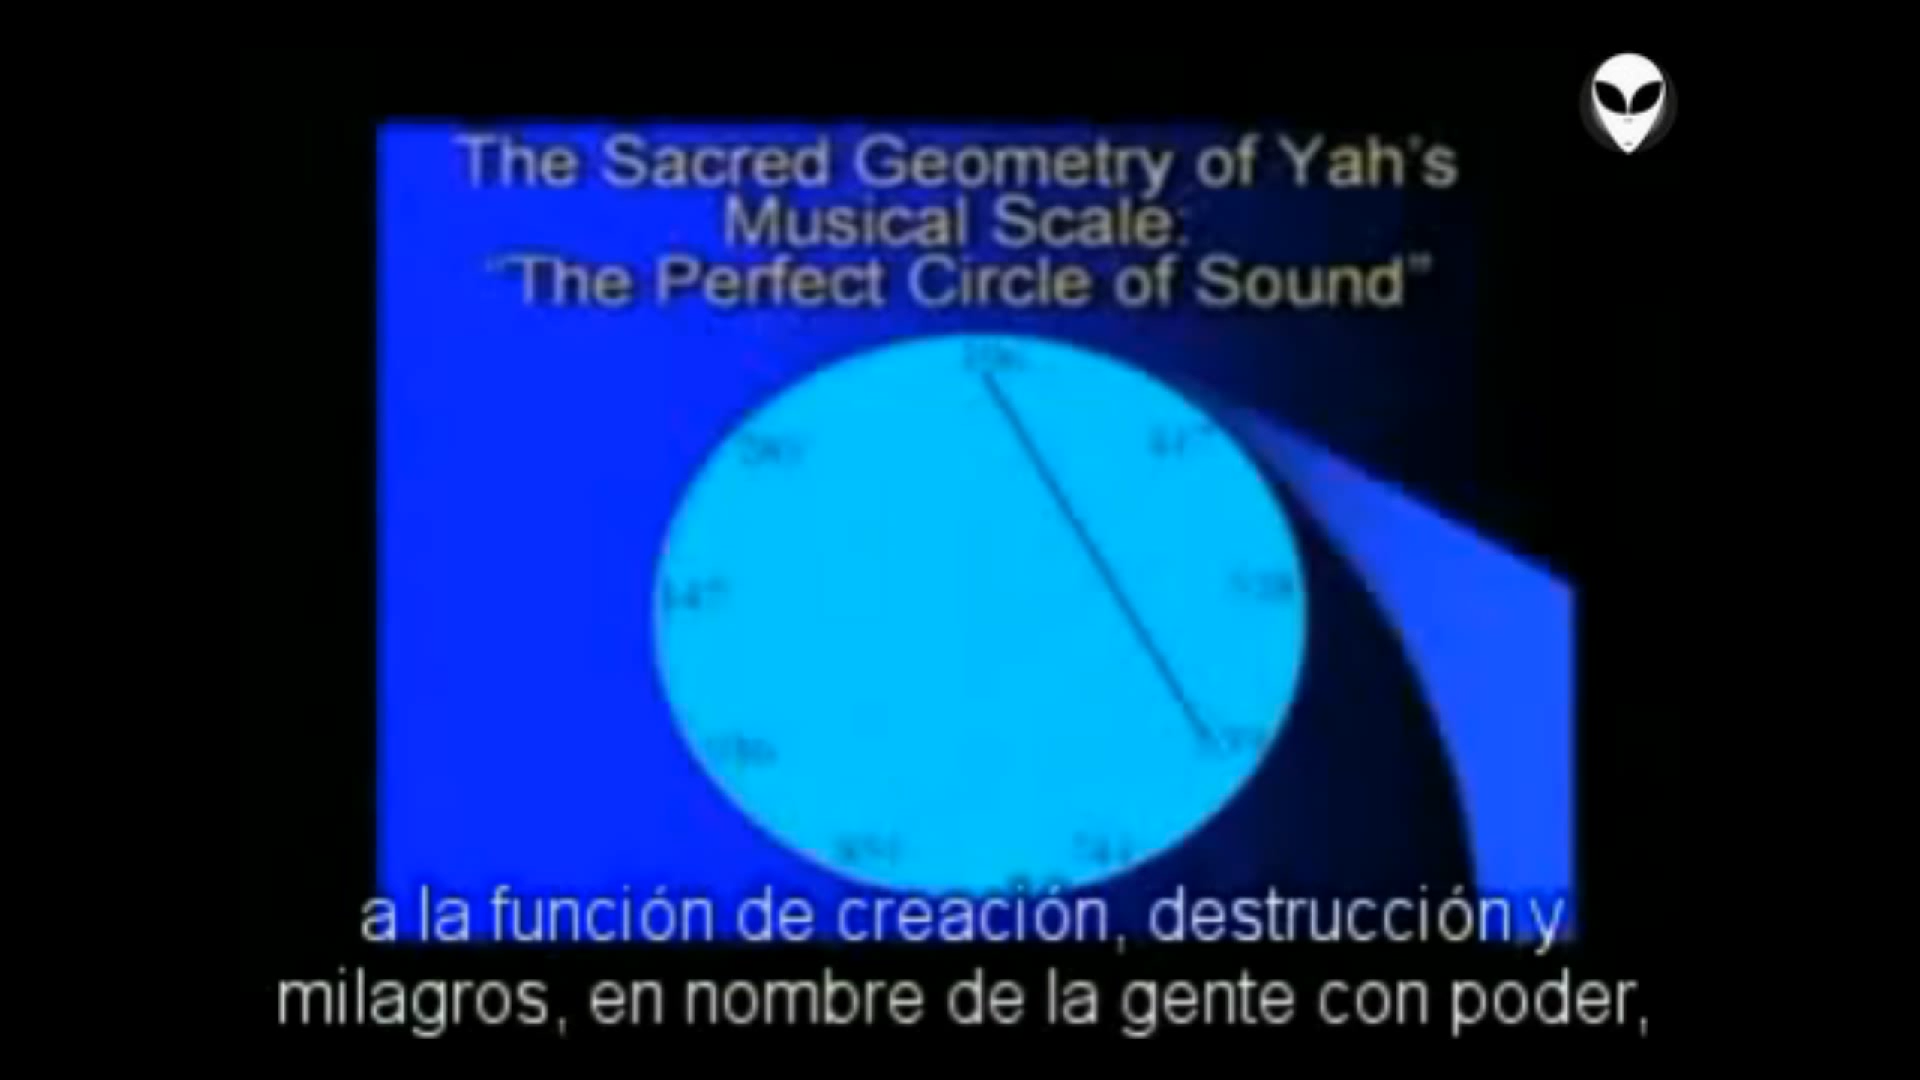 The Sacred Geometry of Yah's
Musical Scale:
"The Perfect Circle of Sound"
a la función de creación, destrucción y
milagros, en nombre de la gente con poder,